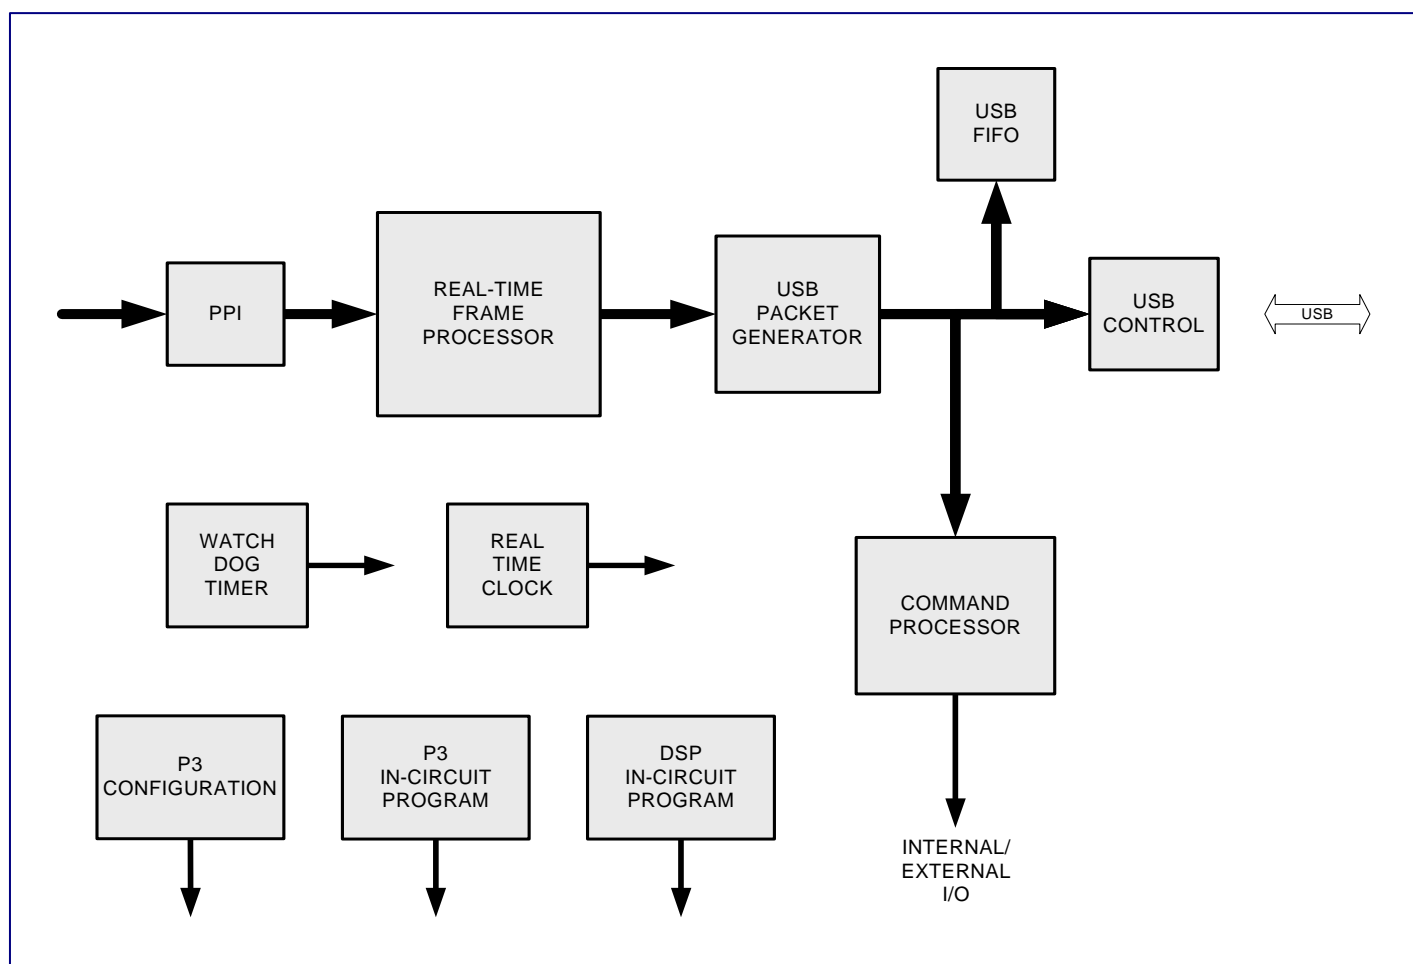 USB
FIFO
PPI
REAL-TIME
FRAME
PROCESSOR
USB
PACKET
GENERATOR
USB
CONTROL
USB
WATCH
DOG
TIMER
REAL
TIME
CLOCK
COMMAND
PROCESSOR
P3
CONFIGURATION
P3
IN-CIRCUIT
PROGRAM
DSP
IN-CIRCUIT
PROGRAM
INTERNAL/
EXTERNAL
I/O